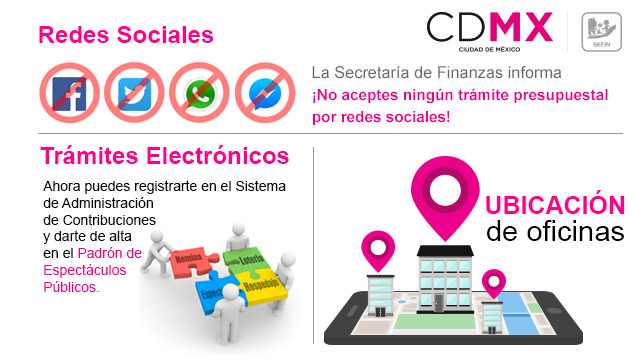 Redes Sociales
CDMX
CIUDAD DE MÉXICO
SEFIN
La Secretaría de Finanzas informa
¡No aceptes ningún trámite presupuestal
por redes sociales!
Trámites Electrónicos
Ahora puedes registrarte en el Sistema
de Administración
de Contribuciones
y darte de alta
en el Padrón de
Espectáculos
Públicos.
Nómina
Lotería
Hospedaje
UBICACIÓN
de oficinas